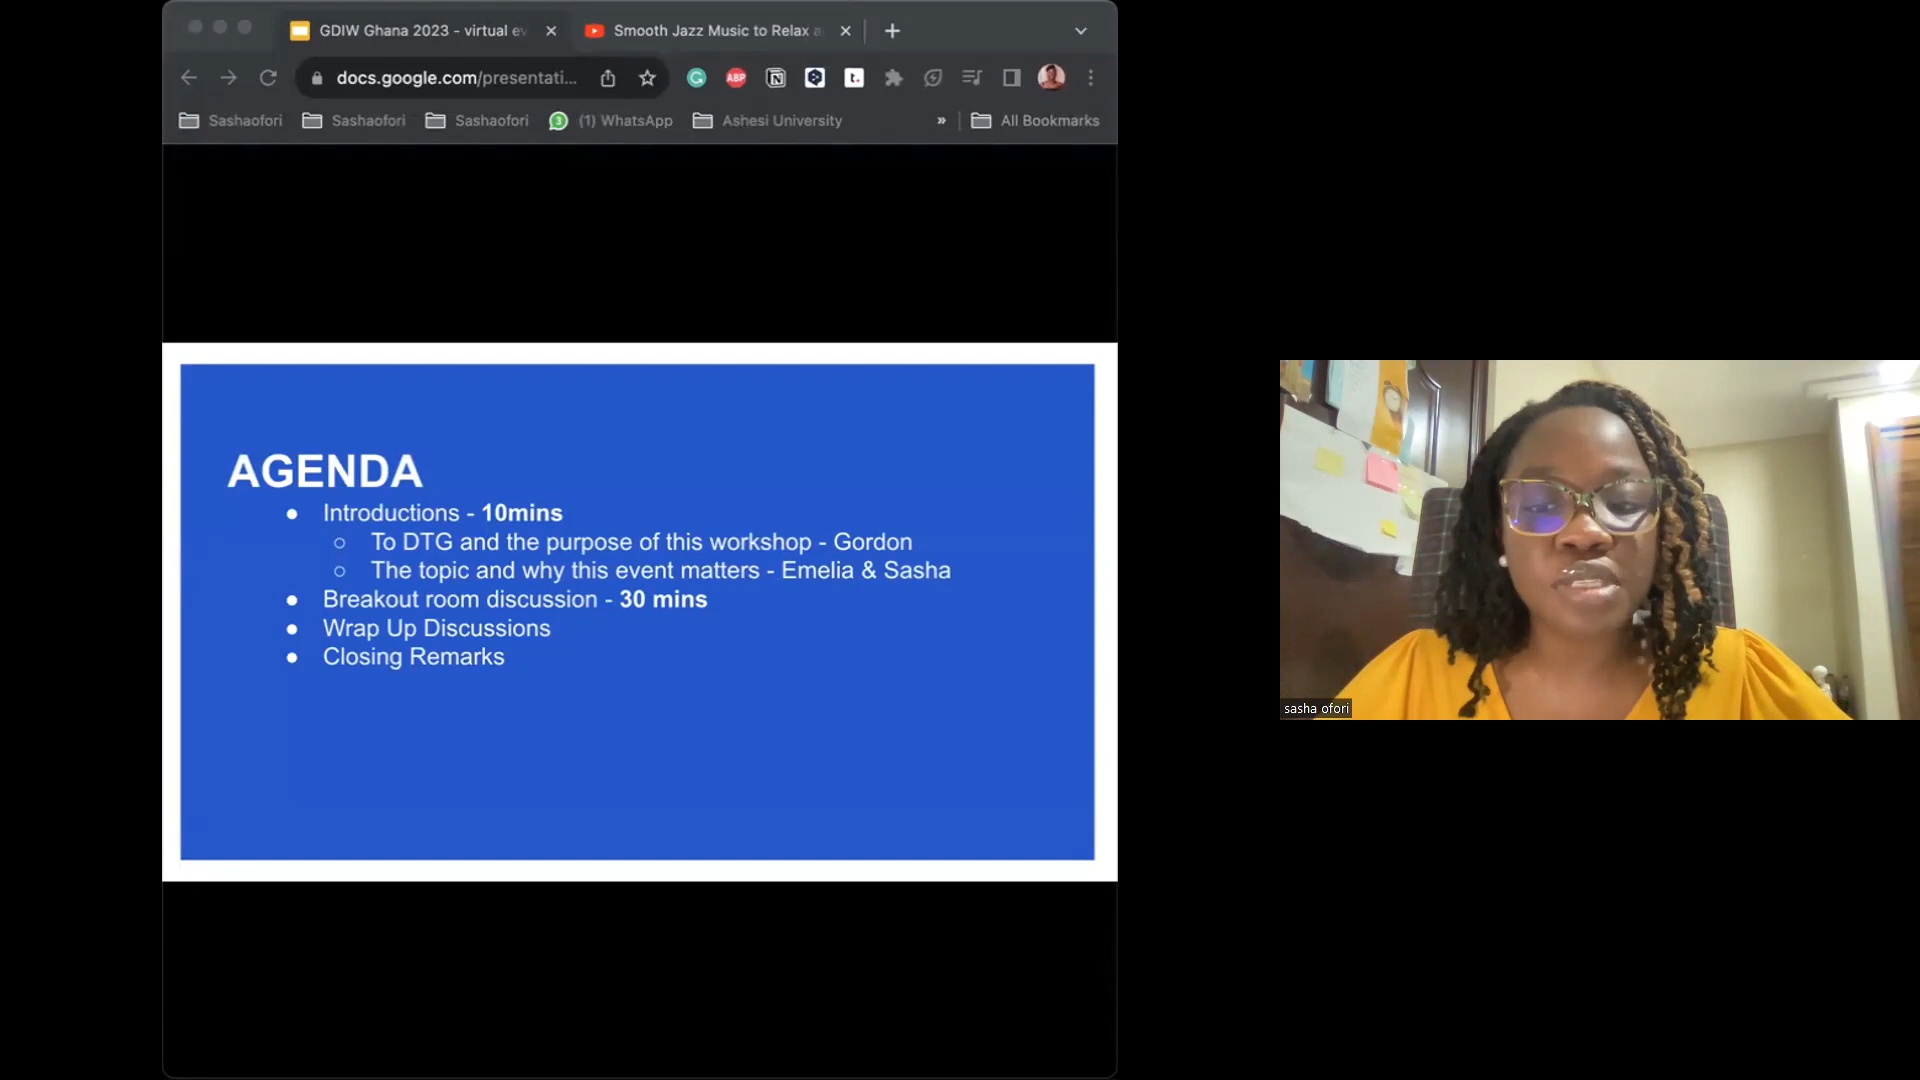 GDIW Ghana 2023 - virtual ev
Smooth Jazz Music to Relax a
docs.google.com/presentati...
ABP
t.
Sashaofori
Sashaofori
Sashaofori
3
(1) WhatsApp
Ashesi University
»
All Bookmarks
AGENDA
● Introductions - 10mins
○ To DTG and the purpose of this workshop - Gordon
○ The topic and why this event matters - Emelia & Sasha
● Breakout room discussion - 30 mins
● Wrap Up Discussions
● Closing Remarks
sasha ofori